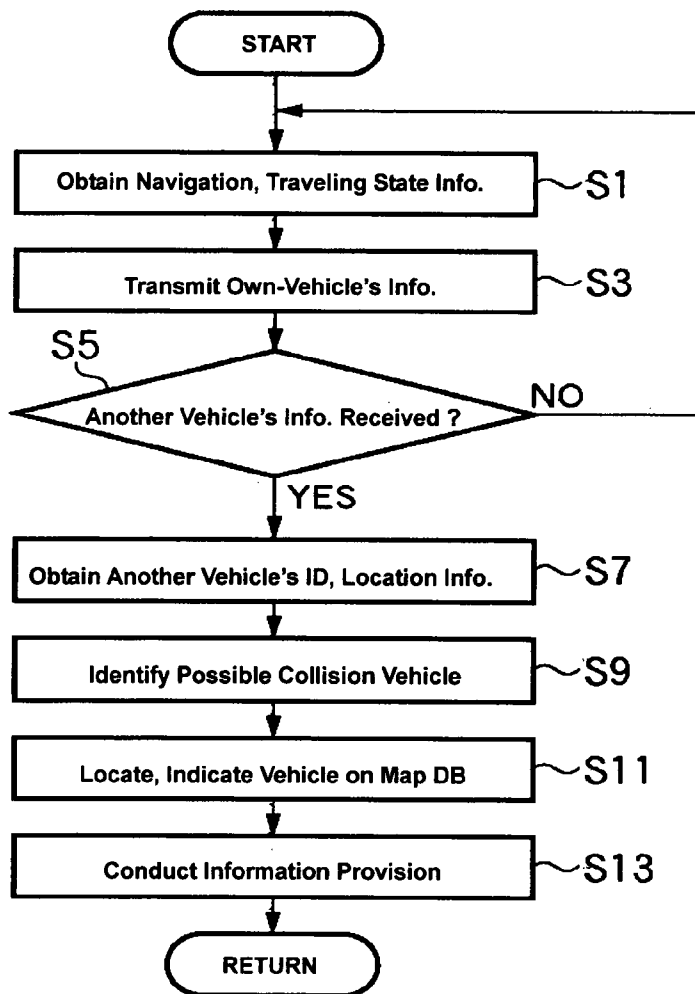 START
Obtain Navigation, Traveling State Info.
S1
Transmit Own-Vehicle's Info.
S3
S5
Another Vehicle's Info. Received ?
NO
YES
Obtain Another Vehicle's ID, Location Info.
S7
Identify Possible Collision Vehicle
S9
Locate, Indicate Vehicle on Map DB
S11
Conduct Information Provision
S13
RETURN